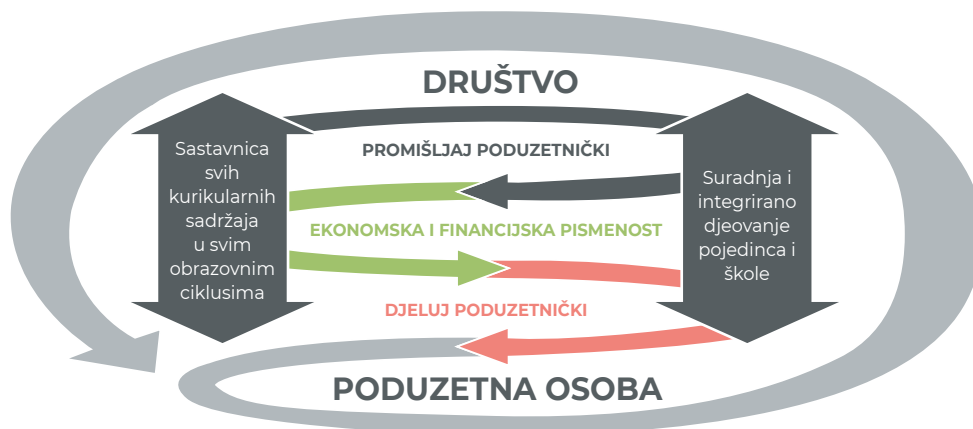 DRUŠTVO
PROMIŠLJAJ PODUZETNIČKI
Sastavnica
svih
kurikularnih
sadržaja
u svim
obrazovnim
ciklusima
Suradnja i
integrirano
djeovanje
pojedinca i
škole
EKONOMSKA I FINANCIJSKA PISMENOST
DJELUJ PODUZETNIČKI
PODUZETNA OSOBA